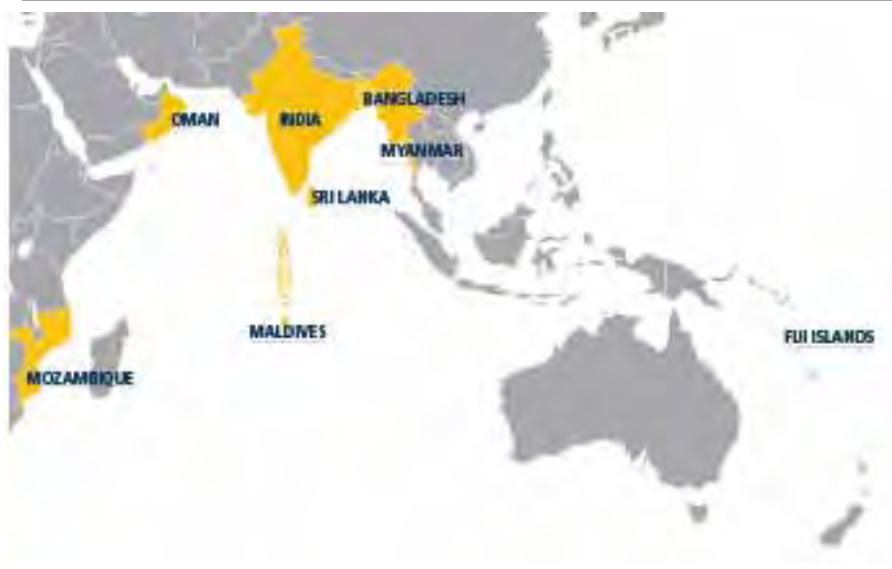 BANGLADESH
OMAN
INDIA
MYANMAR
SRI LANKA
MALDIVES
FIJI ISLANDS
MOZAMBIQUE